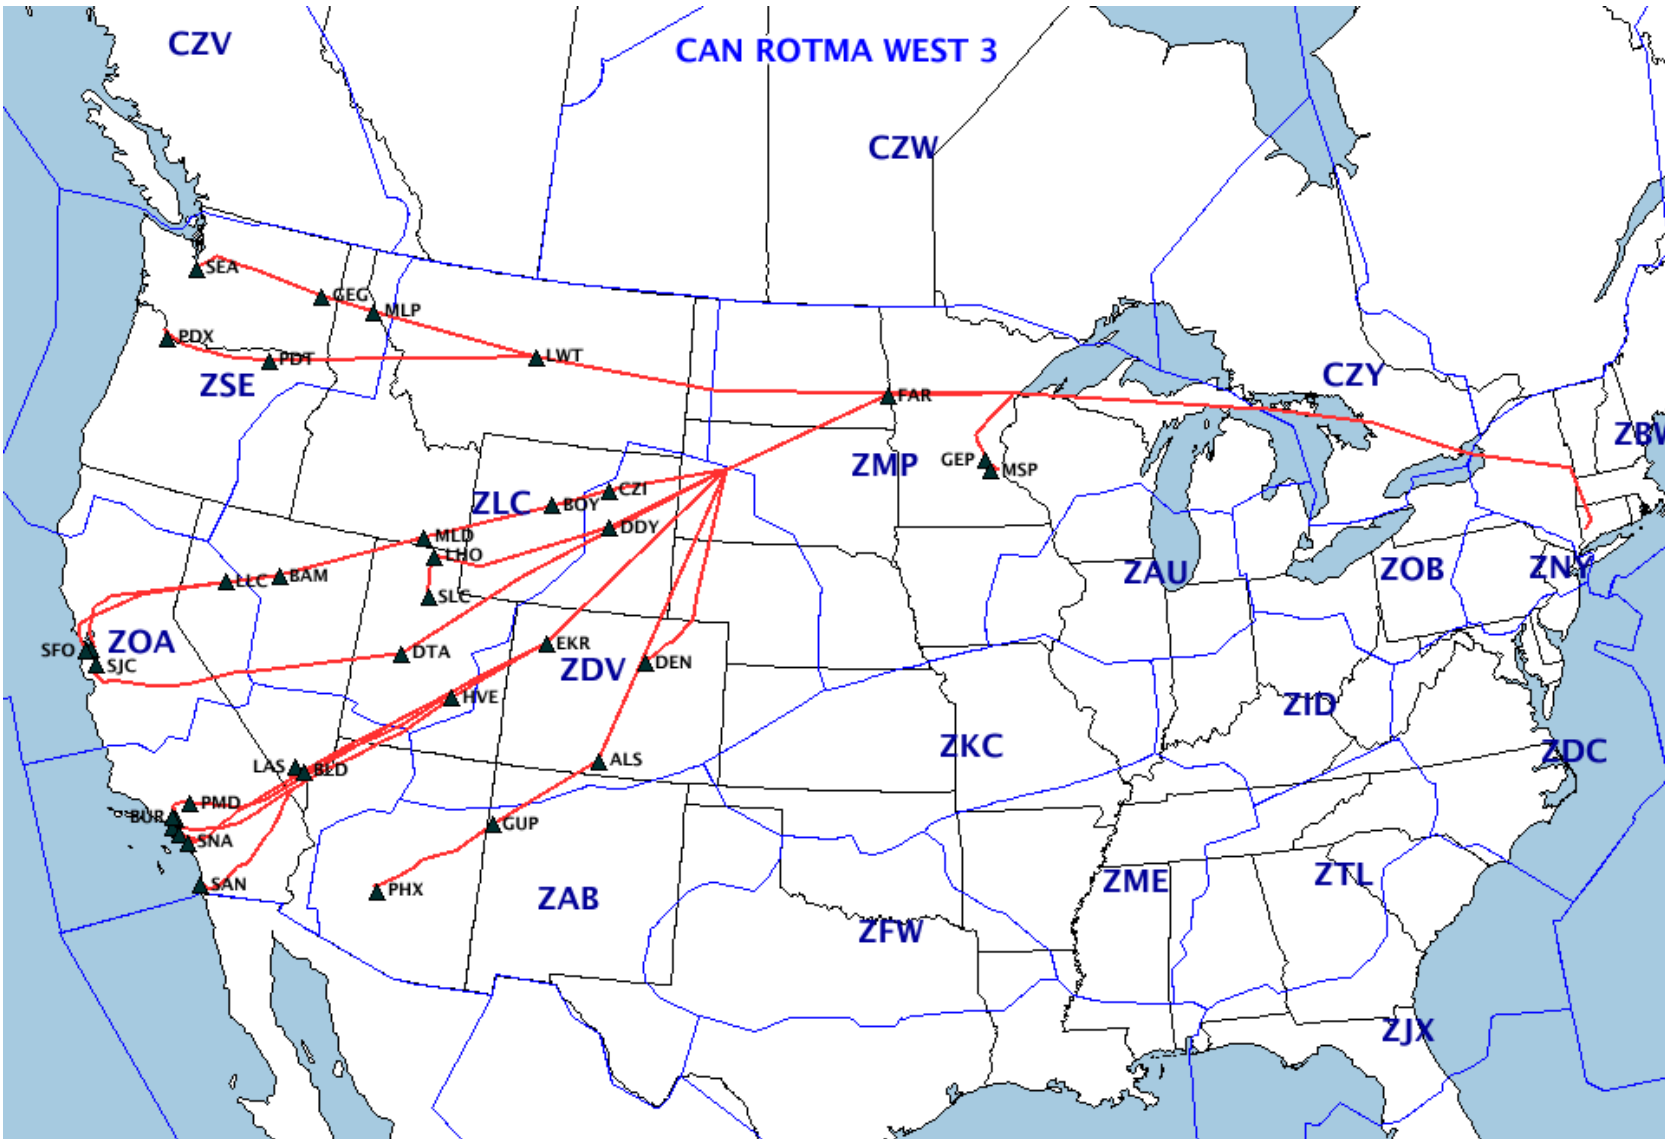 CZV
CAN ROTMA WEST 3
CZW
SEA
GEG
MLP
PDX
PDT
LWT
ZSE
CZY
FAR
ZBW
GEP
MSP
ZMP
ZLC
CZI
BOY
DDY
MLD
LHO
LLC
BAM
SLC
ZAU
ZOB
ZNY
SFO
ZOA
SJC
DTA
EKR
ZDV
DEN
HVE
ZID
ZKC
ZDC
LAS
BLD
ALS
PMD
BUR
GUP
SNA
SAN
PHX
ZAB
ZME
ZTL
ZFW
ZJX